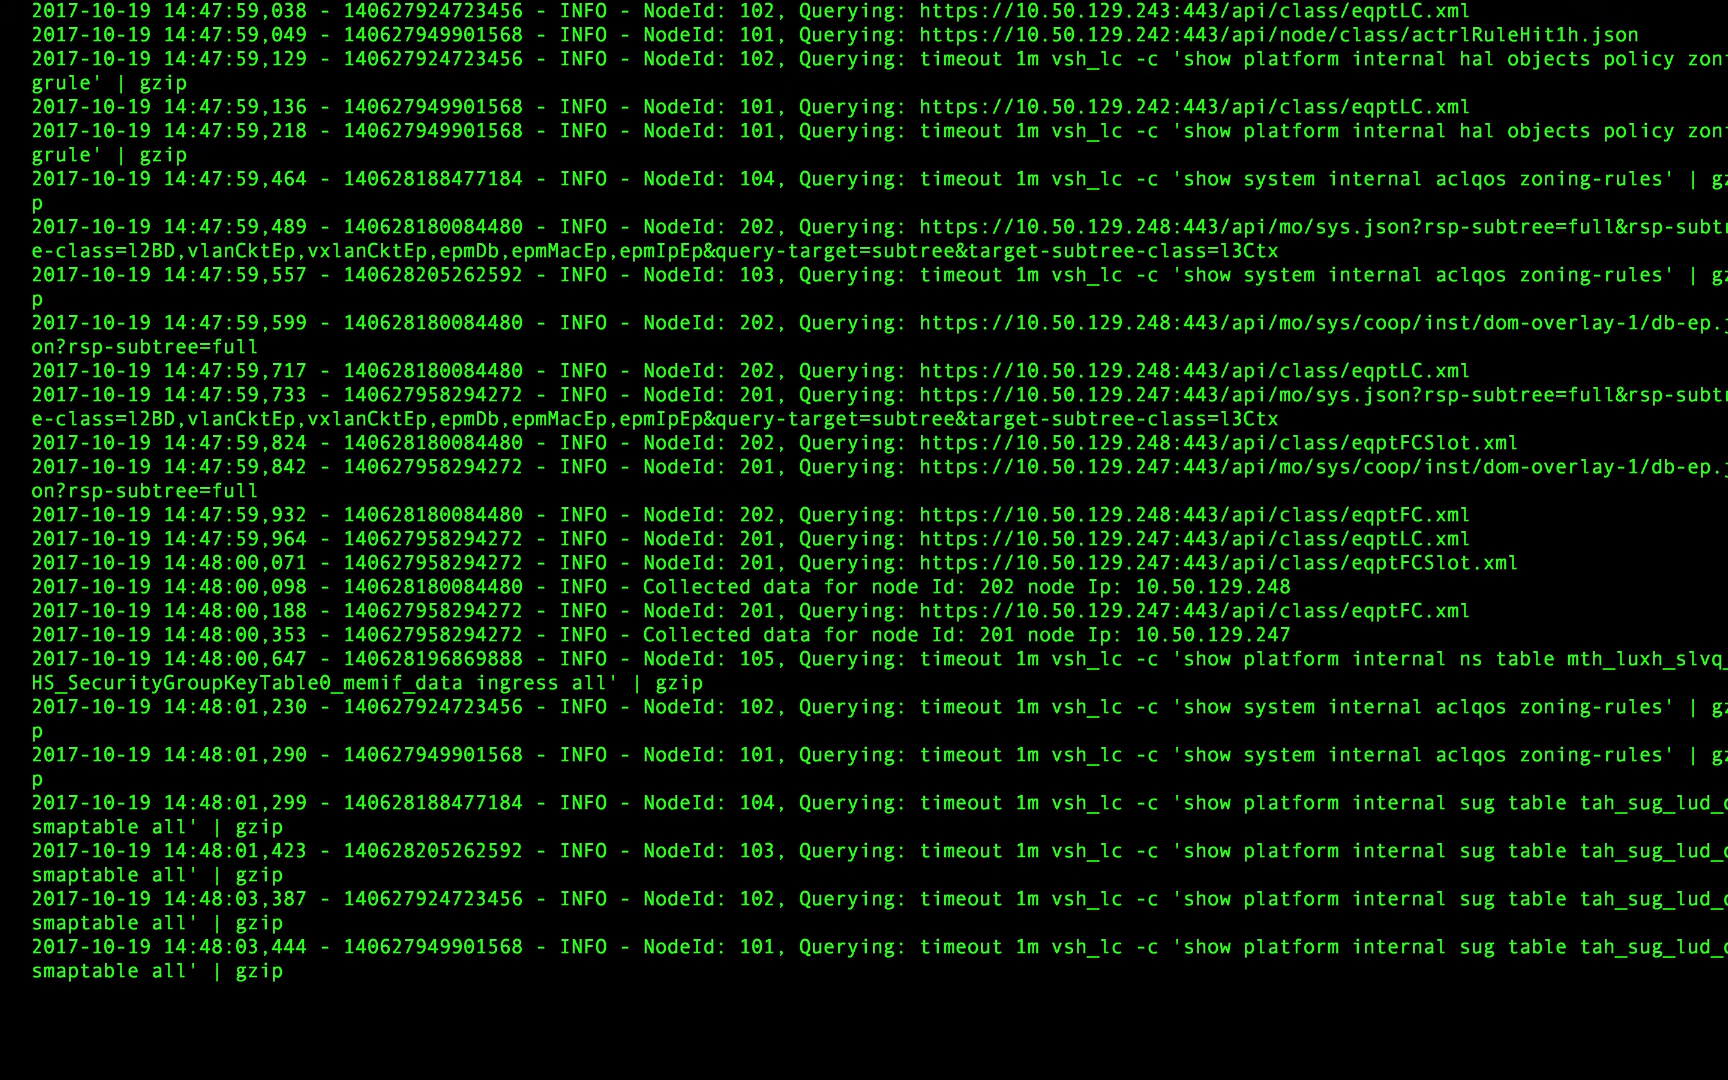 2017-10-19 14:47:59,038 - 140627924723456 - INFO - NodeId: 102, Querying: https://10.50.129.243:443/api/class/eqptLC.xml
2017-10-19 14:47:59,049 - 140627949901568 - INFO - NodeId: 101, Querying: https://10.50.129.242:443/api/node/class/actrlRuleHit1h.json
2017-10-19 14:47:59,129 - 140627924723456 - INFO - NodeId: 102, Querying: timeout 1m vsh_lc -c 'show platform internal hal objects policy zon
grule' | gzip
2017-10-19 14:47:59,136 - 140627949901568 - INFO - NodeId: 101, Querying: https://10.50.129.242:443/api/class/eqptLC.xml
2017-10-19 14:47:59,218 - 140627949901568 - INFO - NodeId: 101, Querying: timeout 1m vsh_lc -c 'show platform internal hal objects policy zon
grule' | gzip
2017-10-19 14:47:59,464 - 140628188477184 - INFO - NodeId: 104, Querying: timeout 1m vsh_lc -c 'show system internal aclqos zoning-rules' | gz
p
2017-10-19 14:47:59,489 - 140628180084480 - INFO - NodeId: 202, Querying: https://10.50.129.248:443/api/mo/sys.json?rsp-subtree=full&rsp-subt
e-class=l2BD,vlanCktEp,vxlanCktEp,epmDb,epmMacEp,epmIpEp&query-target=subtree&target-subtree-class=l3Ctx
2017-10-19 14:47:59,557 - 140628205262592 - INFO - NodeId: 103, Querying: timeout 1m vsh_lc -c 'show system internal aclqos zoning-rules' | gz
p
2017-10-19 14:47:59,599 - 140628180084480 - INFO - NodeId: 202, Querying: https://10.50.129.248:443/api/mo/sys/coop/inst/dom-overlay-1/db-ep.
on?rsp-subtree=full
2017-10-19 14:47:59,717 - 140628180084480 - INFO - NodeId: 202, Querying: https://10.50.129.248:443/api/class/eqptLC.xml
2017-10-19 14:47:59,733 - 140627958294272 - INFO - NodeId: 201, Querying: https://10.50.129.247:443/api/mo/sys.json?rsp-subtree=full&rsp-subt
e-class=l2BD,vlanCktEp,vxlanCktEp,epmDb,epmMacEp,epmIpEp&query-target=subtree&target-subtree-class=l3Ctx
2017-10-19 14:47:59,824 - 140628180084480 - INFO - NodeId: 202, Querying: https://10.50.129.248:443/api/class/eqptFCSlot.xml
2017-10-19 14:47:59,842 - 140627958294272 - INFO - NodeId: 201, Querying: https://10.50.129.247:443/api/mo/sys/coop/inst/dom-overlay-1/db-ep.
on?rsp-subtree=full
2017-10-19 14:47:59,932 - 140628180084480 - INFO - NodeId: 202, Querying: https://10.50.129.248:443/api/class/eqptFC.xml
2017-10-19 14:47:59,964 - 140627958294272 - INFO - NodeId: 201, Querying: https://10.50.129.247:443/api/class/eqptLC.xml
2017-10-19 14:48:00,071 - 140627958294272 - INFO - NodeId: 201, Querying: https://10.50.129.247:443/api/class/eqptFCSlot.xml
2017-10-19 14:48:00,098 - 140628180084480 - INFO - Collected data for node Id: 202 node Ip: 10.50.129.248
2017-10-19 14:48:00,188 - 140627958294272 - INFO - NodeId: 201, Querying: https://10.50.129.247:443/api/class/eqptFC.xml
2017-10-19 14:48:00,353 - 140627958294272 - INFO - Collected data for node Id: 201 node Ip: 10.50.129.247
2017-10-19 14:48:00,647 - 140628196869888 - INFO - NodeId: 105, Querying: timeout 1m vsh_lc -c 'show platform internal ns table mth_luxh_slvq_
HS_SecurityGroupKeyTable0_memif_data ingress all' | gzip
2017-10-19 14:48:01,230 - 140627924723456 - INFO - NodeId: 102, Querying: timeout 1m vsh_lc -c 'show system internal aclqos zoning-rules' | gz
p
2017-10-19 14:48:01,290 - 140627949901568 - INFO - NodeId: 101, Querying: timeout 1m vsh_lc -c 'show system internal aclqos zoning-rules' | gz
p
2017-10-19 14:48:01,299 - 140628188477184 - INFO - NodeId: 104, Querying: timeout 1m vsh_lc -c 'show platform internal sug table tah_sug_lud_
smaptable all' | gzip
2017-10-19 14:48:01,423 - 140628205262592 - INFO - NodeId: 103, Querying: timeout 1m vsh_lc -c 'show platform internal sug table tah_sug_lud_
smaptable all' | gzip
2017-10-19 14:48:03,387 - 140627924723456 - INFO - NodeId: 102, Querying: timeout 1m vsh_lc -c 'show platform internal sug table tah_sug_lud_
smaptable all' | gzip
2017-10-19 14:48:03,444 - 140627949901568 - INFO - NodeId: 101, Querying: timeout 1m vsh_lc -c 'show platform internal sug table tah_sug_lud_
smaptable all' | gzip